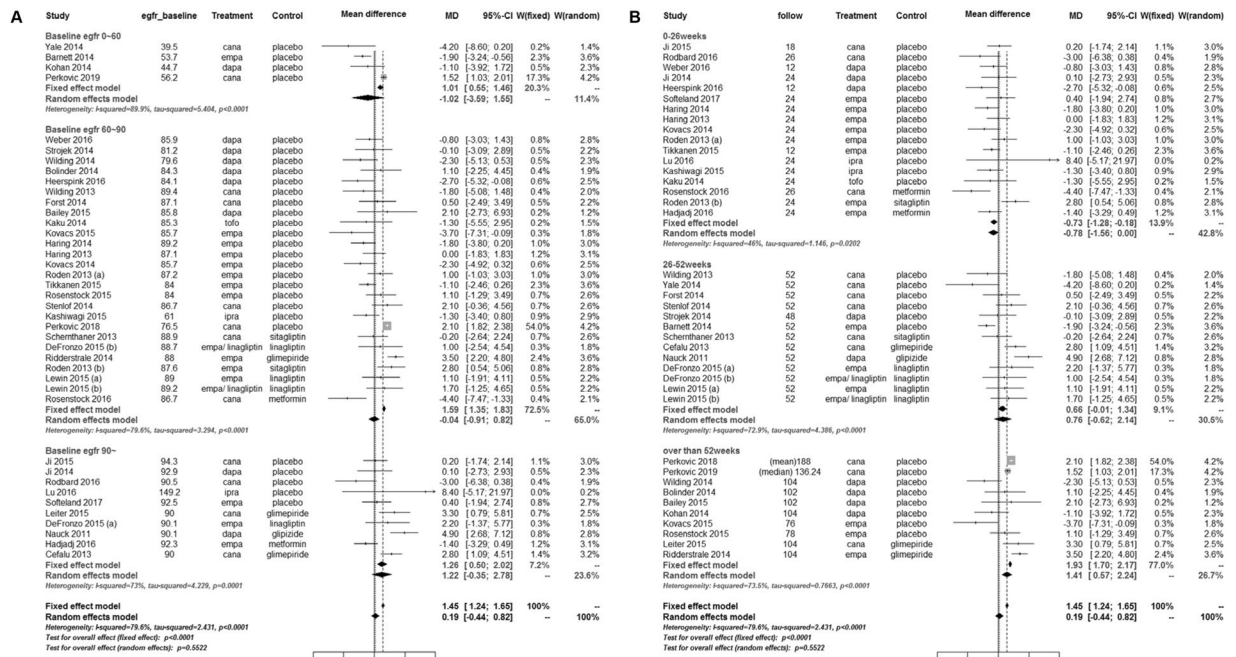 A
Study egfr_baseline Treatment Control Mean difference MD 95%-CI W(fixed) W(random)
Baseline egfr 0~60
Yale 2014 39.5 cana placebo -4.20 [-8.60; 0.20] 0.2% 1.4%
Barnett 2014 53.7 empa placebo -1.90 [-3.24; -0.56] 2.3% 3.6%
Kohan 2014 44.7 dapa placebo -1.10 [-3.92; 1.72] 0.5% 2.3%
Perkovic 2019 56.2 cana placebo 1.52 [1.03; 2.01] 17.3% 4.2%
Fixed effect model 1.01 [0.55; 1.46] 20.3% --
Random effects model -1.02 [-3.59; 1.55] -- 11.4%
Heterogeneity: I-squared=89.9%, tau-squared=5.404, p<0.0001
Baseline egfr 60~90
Weber 2016 85.9 dapa placebo -0.80 [-3.03; 1.43] 0.8% 2.8%
Strojek 2014 81.2 dapa placebo -0.10 [-3.09; 2.89] 0.5% 2.2%
Wilding 2014 79.6 dapa placebo -2.30 [-5.13; 0.53] 0.5% 2.3%
Bolinder 2014 84.3 dapa placebo 1.10 [-2.25; 4.45] 0.4% 1.9%
Heerspink 2016 84.1 dapa placebo -2.70 [-5.32; -0.08] 0.6% 2.5%
Wilding 2013 89.4 cana placebo -1.80 [-5.08; 1.48] 0.4% 2.0%
Forst 2014 87.1 cana placebo 0.50 [-2.49; 3.49] 0.5% 2.2%
Bailey 2015 85.8 dapa placebo 2.10 [-2.73; 6.93] 0.2% 1.2%
Kaku 2014 85.3 tofo placebo -1.30 [-5.55; 2.95] 0.2% 1.4%
Kovacs 2015 85.7 empa placebo -3.70 [-7.31; -0.09] 0.3% 1.8%
Haring 2014 89.2 empa placebo -1.80 [-3.80; 0.20] 1.0% 3.0%
Haring 2013 87.1 empa placebo 0.00 [-1.83; 1.83] 1.2% 3.1%
Kovacs 2014 85.7 empa placebo -2.30 [-4.92; 0.32] 0.6% 2.5%
Roden 2013 (a) 87.2 empa placebo 1.00 [-1.03; 3.03] 1.0% 3.0%
Tikkanen 2015 84 empa placebo -1.10 [-2.46; 0.26] 2.3% 3.5%
Rosenstock 2015 84 empa placebo 1.10 [-1.29; 3.49] 0.7% 2.6%
Stenlof 2014 86.7 cana placebo 2.10 [-0.36; 4.56] 0.7% 2.6%
Kashiwagi 2015 61 ipra placebo -1.30 [-3.40; 0.80] 0.9% 2.9%
Perkovic 2018 76.5 cana placebo 2.10 [1.82; 2.38] 54.0% 4.2%
Schernthaner 2013 88.9 cana sitagliptin -0.20 [-2.64; 2.24] 0.7% 2.6%
DeFronzo 2015 (b) 88.7 empa/ linagliptin linagliptin 1.00 [-2.54; 4.54] 0.3% 1.8%
Ridderstrale 2014 88 empa glimepiride 3.50 [2.20; 4.80] 2.4% 3.6%
Roden 2013 (b) 87.6 empa sitagliptin 2.80 [0.54; 5.06] 0.8% 2.8%
Lewin 2015 (a) 89 empa linagliptin 1.10 [-1.91; 4.11] 0.5% 2.2%
Lewin 2015 (b) 89.2 empa/ linagliptin linagliptin 1.70 [-1.25; 4.65] 0.5% 2.2%
Rosenstock 2016 86.7 cana metformin -4.40 [-7.47; -1.33] 0.4% 2.1%
Fixed effect model 1.59 [1.35; 1.83] 72.5% --
Random effects model -0.04 [-0.91; 0.82] -- 65.0%
Heterogeneity: I-squared=79.6%, tau-squared=3.294, p<0.0001
Baseline egfr 90~
Ji 2015 94.3 cana placebo 0.20 [-1.74; 2.14] 1.1% 3.0%
Ji 2014 92.9 dapa placebo 0.10 [-2.73; 2.93] 0.5% 2.3%
Rodbard 2016 90.5 cana placebo -3.00 [-6.38; 0.38] 0.4% 1.9%
Lu 2016 149.2 ipra placebo 8.40 [-5.17; 21.97] 0.0% 0.2%
Softeland 2017 92.5 empa placebo 0.40 [-1.94; 2.74] 0.8% 2.7%
Leiter 2015 90 cana glimepiride 3.30 [0.79; 5.81] 0.7% 2.5%
DeFronzo 2015 (a) 90.1 empa linagliptin 2.20 [-1.37; 5.77] 0.3% 1.8%
Nauck 2011 90.1 dapa glipizide 4.90 [2.68; 7.12] 0.8% 2.8%
Hadjadj 2016 92.3 empa metformin -1.40 [-3.29; 0.49] 1.2% 3.1%
Cefalu 2013 90 cana glimepiride 2.80 [1.09; 4.51] 1.4% 3.2%
Fixed effect model 1.26 [0.50; 2.02] 7.2% --
Random effects model 1.22 [-0.35; 2.78] -- 23.6%
Heterogeneity: I-squared=73%, tau-squared=4.229, p=0.0001
Fixed effect model 1.45 [1.24; 1.65] 100% --
Random effects model 0.19 [-0.44; 0.82] -- 100%
Heterogeneity: I-squared=79.6%, tau-squared=2.431, p<0.0001
Test for overall effect (fixed effect): p<0.0001
Test for overall effect (random effects): p=0.5522
B
Study follow Treatment Control Mean difference MD 95%-CI W(fixed) W(random)
0-26weeks
Ji 2015 18 cana placebo 0.20 [-1.74; 2.14] 1.1% 3.0%
Rodbard 2016 26 cana placebo -3.00 [-6.38; 0.38] 0.4% 1.9%
Weber 2016 12 dapa placebo -0.80 [-3.03; 1.43] 0.8% 2.8%
Ji 2014 24 dapa placebo 0.10 [-2.73; 2.93] 0.5% 2.3%
Heerspink 2016 12 dapa placebo -2.70 [-5.32; -0.08] 0.6% 2.5%
Softeland 2017 24 empa placebo 0.40 [-1.94; 2.74] 0.8% 2.7%
Haring 2014 24 empa placebo -1.80 [-3.80; 0.20] 1.0% 3.0%
Haring 2013 24 empa placebo 0.00 [-1.83; 1.83] 1.2% 3.1%
Kovacs 2014 24 empa placebo -2.30 [-4.92; 0.32] 0.6% 2.5%
Roden 2013 (a) 24 empa placebo 1.00 [-1.03; 3.03] 1.0% 3.0%
Tikkanen 2015 12 empa placebo -1.10 [-2.46; 0.26] 2.3% 3.5%
Lu 2016 24 ipra placebo 8.40 [-5.17; 21.97] 0.0% 0.2%
Kashiwagi 2015 24 ipra placebo -1.30 [-3.40; 0.80] 0.9% 2.9%
Kaku 2014 24 tofo placebo -1.30 [-5.55; 2.95] 0.2% 1.4%
Rosenstock 2016 26 cana metformin -4.40 [-7.47; -1.33] 0.4% 2.1%
Roden 2013 (b) 24 empa sitagliptin 2.80 [0.54; 5.06] 0.8% 2.8%
Hadjadj 2016 24 empa metformin -1.40 [-3.29; 0.49] 1.2% 3.1%
Fixed effect model -0.73 [-1.28; -0.18] 13.9% --
Random effects model -0.78 [-1.56; 0.00] -- 42.8%
Heterogeneity: I-squared=46%, tau-squared=1.146, p=0.0202
26-52weeks
Wilding 2013 52 cana placebo -1.80 [-5.08; 1.48] 0.4% 2.0%
Yale 2014 52 cana placebo -4.20 [-8.60; 0.20] 0.2% 1.4%
Forst 2014 52 cana placebo 0.50 [-2.49; 3.49] 0.5% 2.2%
Stenlof 2014 52 cana placebo 2.10 [-0.36; 4.56] 0.7% 2.6%
Strojek 2014 48 dapa placebo -0.10 [-3.09; 2.89] 0.5% 2.2%
Barnett 2014 52 empa placebo -1.90 [-3.24; -0.56] 2.3% 3.6%
Schernthaner 2013 52 cana sitagliptin -0.20 [-2.64; 2.24] 0.7% 2.6%
Cefalu 2013 52 cana glimepiride 2.80 [1.09; 4.51] 1.4% 3.2%
Nauck 2011 52 dapa glipizide 4.90 [2.68; 7.12] 0.8% 2.8%
DeFronzo 2015 (a) 52 empa linagliptin 2.20 [-1.37; 5.77] 0.3% 1.8%
DeFronzo 2015 (b) 52 empa/ linagliptin linagliptin 1.00 [-2.54; 4.54] 0.3% 1.8%
Lewin 2015 (a) 52 empa linagliptin 1.10 [-1.91; 4.11] 0.5% 2.2%
Lewin 2015 (b) 52 empa/ linagliptin linagliptin 1.70 [-1.25; 4.65] 0.5% 2.2%
Fixed effect model 0.66 [-0.01; 1.34] 9.1% --
Random effects model 0.76 [-0.62; 2.14] -- 30.5%
Heterogeneity: I-squared=72.9%, tau-squared=4.386, p<0.0001
over than 52weeks
Perkovic 2018 (mean)188 cana placebo 2.10 [1.82; 2.38] 54.0% 4.2%
Perkovic 2019 (median) 136.24 cana placebo 1.52 [1.03; 2.01] 17.3% 4.2%
Wilding 2014 104 dapa placebo -2.30 [-5.13; 0.53] 0.5% 2.3%
Bolinder 2014 102 dapa placebo 1.10 [-2.25; 4.45] 0.4% 1.9%
Bailey 2015 102 dapa placebo 2.10 [-2.73; 6.93] 0.2% 1.2%
Kohan 2014 104 dapa placebo -1.10 [-3.92; 1.72] 0.5% 2.3%
Kovacs 2015 76 empa placebo -3.70 [-7.31; -0.09] 0.3% 1.8%
Rosenstock 2015 78 empa placebo 1.10 [-1.29; 3.49] 0.7% 2.6%
Leiter 2015 104 cana glimepiride 3.30 [0.79; 5.81] 0.7% 2.5%
Ridderstrale 2014 104 empa glimepiride 3.50 [2.20; 4.80] 2.4% 3.6%
Fixed effect model 1.93 [1.70; 2.17] 77.0% --
Random effects model 1.41 [0.57; 2.24] -- 26.7%
Heterogeneity: I-squared=73.5%, tau-squared=0.7663, p<0.0001
Fixed effect model 1.45 [1.24; 1.65] 100% --
Random effects model 0.19 [-0.44; 0.82] -- 100%
Heterogeneity: I-squared=79.6%, tau-squared=2.431, p<0.0001
Test for overall effect (fixed effect): p<0.0001
Test for overall effect (random effects): p=0.5522